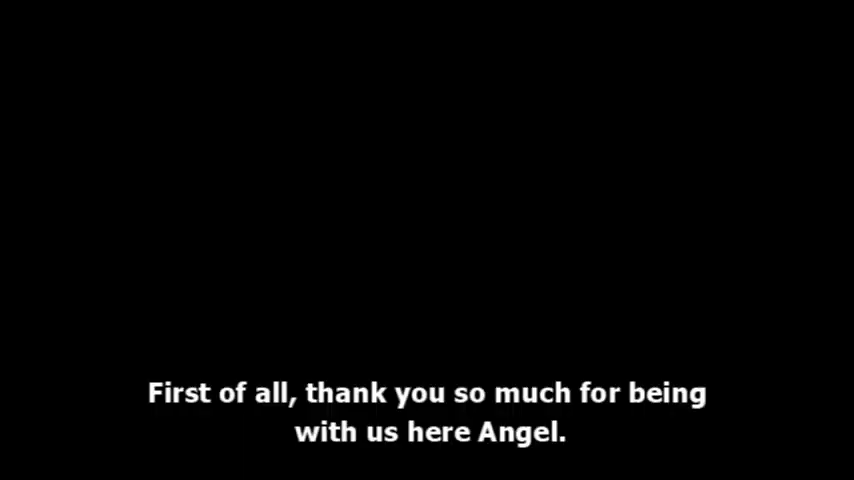 First of all, thank you so much for being
with us here Angel.